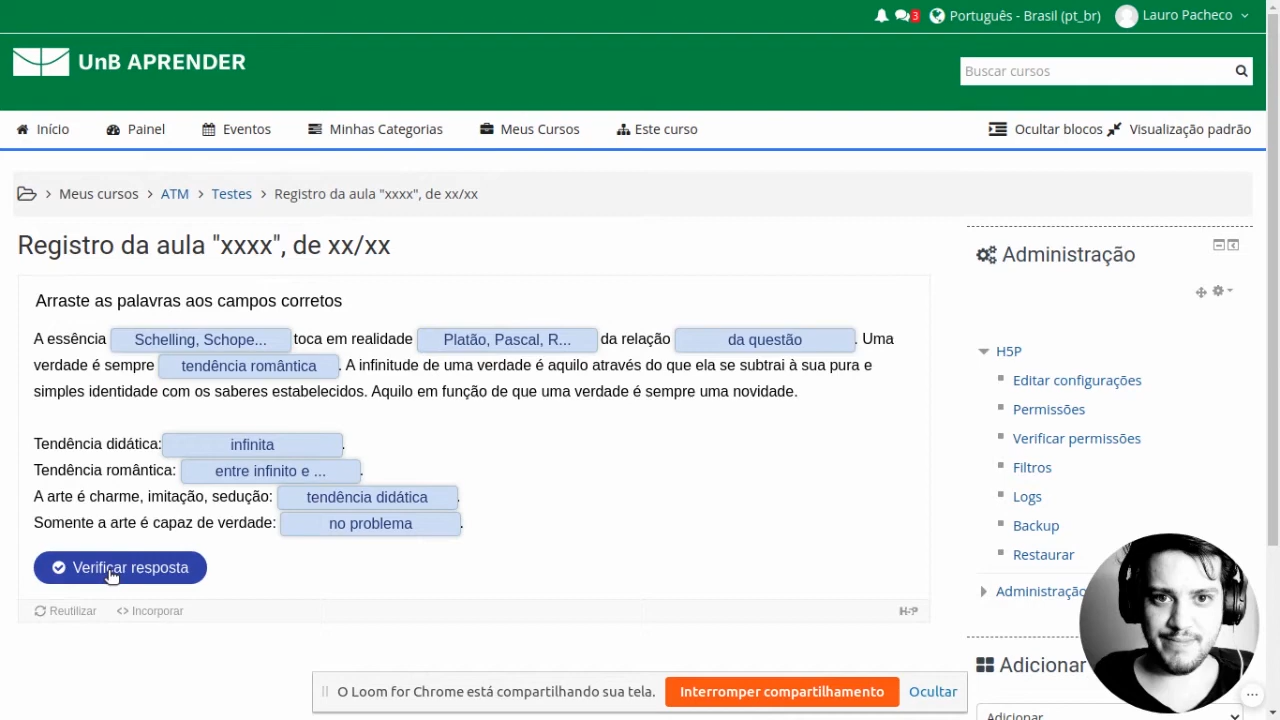 3 Português - Brasil (pt_br) Lauro Pacheco
UnB APRENDER
Buscar cursos
Início Painel Eventos Minhas Categorias Meus Cursos Este curso Ocultar blocos Visualização padrão
Meus cursos ATM Testes Registro da aula "xxxx", de xx/xx
Registro da aula "xxxx", de xx/xx
Arraste as palavras aos campos corretos
A essência Schelling, Schope... toca em realidade Platão, Pascal, R... da relação da questão . Uma
verdade é sempre tendência romântica . A infinitude de uma verdade é aquilo através do que ela se subtrai à sua pura e
simples identidade com os saberes estabelecidos. Aquilo em função de que uma verdade é sempre uma novidade.
Tendência didática: infinita .
Tendência romântica: entre infinito e ... .
A arte é charme, imitação, sedução: tendência didática .
Somente a arte é capaz de verdade: no problema .
Verificar resposta
Reutilizar <> Incorporar H5P
Administração
H5P
Editar configurações
Permissões
Verificar permissões
Filtros
Logs
Backup
Restaurar
Administração
Adicionar
Adicionar
O Loom for Chrome está compartilhando sua tela. Interromper compartilhamento Ocultar